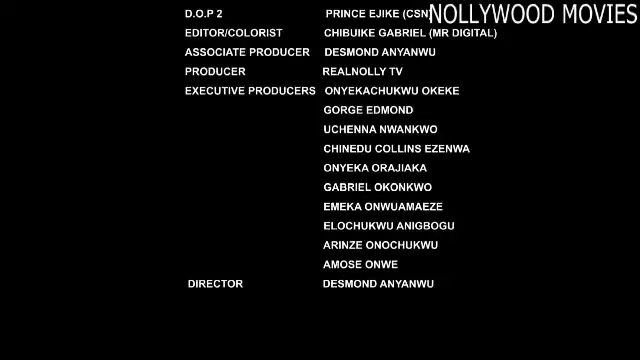 NOLLYWOOD MOVIES
D.O.P 2 PRINCE EJIKE (CSN)
EDITOR/COLORIST CHIBUIKE GABRIEL (MR DIGITAL)
ASSOCIATE PRODUCER DESMOND ANYANWU
PRODUCER REALNOLLY TV
EXECUTIVE PRODUCERS ONYEKACHUKWU OKEKE
GORGE EDMOND
UCHENNA NWANKWO
CHINEDU COLLINS EZENWA
ONYEKA ORAJIAKA
GABRIEL OKONKWO
EMEKA ONWUAMAEZE
ELOCHUKWU ANIGBOGU
ARINZE ONOCHUKWU
AMOSE ONWE
DIRECTOR DESMOND ANYANWU